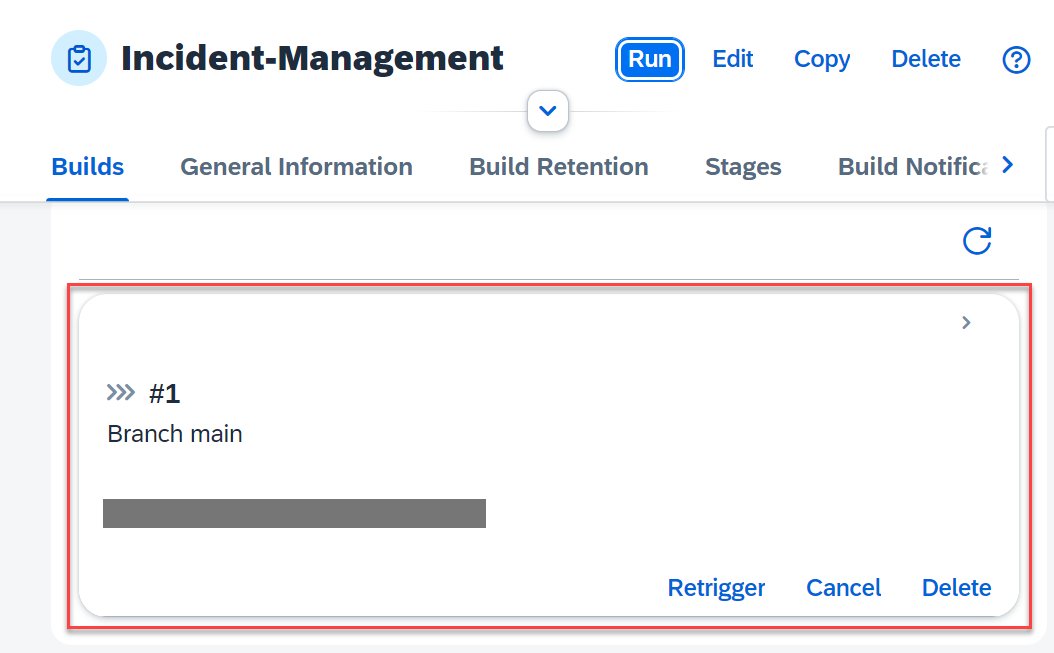 Incident-Management Run Edit Copy Delete
Builds General Information Build Retention Stages Build Notifica
#1
Branch main
Retrigger Cancel Delete